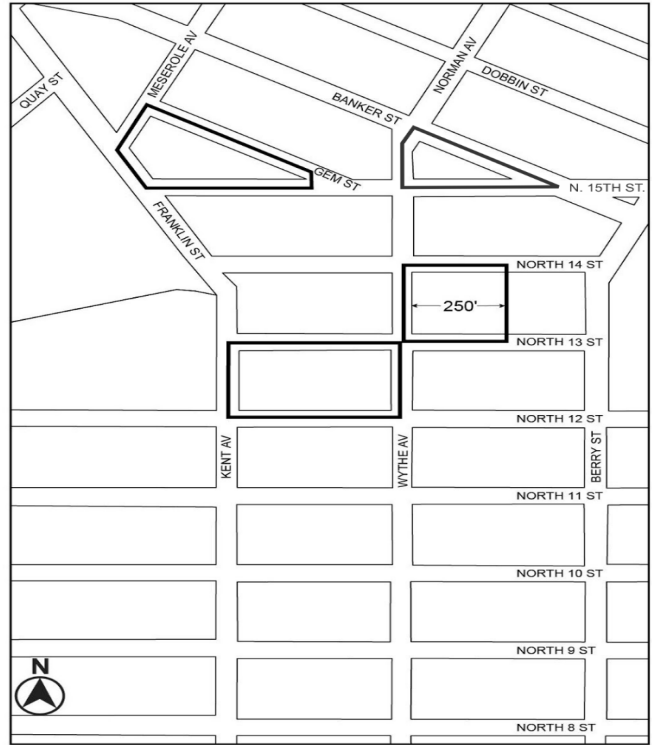 MESEROLE AV
NORMAN AV
QUAY ST
DOBBIN ST
BANKER ST
GEM ST
N. 15TH ST.
FRANKLIN ST
NORTH 14 ST
250'
NORTH 13 ST
NORTH 12 ST
KENT AV
WYTHE AV
BERRY ST
NORTH 11 ST
NORTH 10 ST
NORTH 9 ST
N
NORTH 8 ST